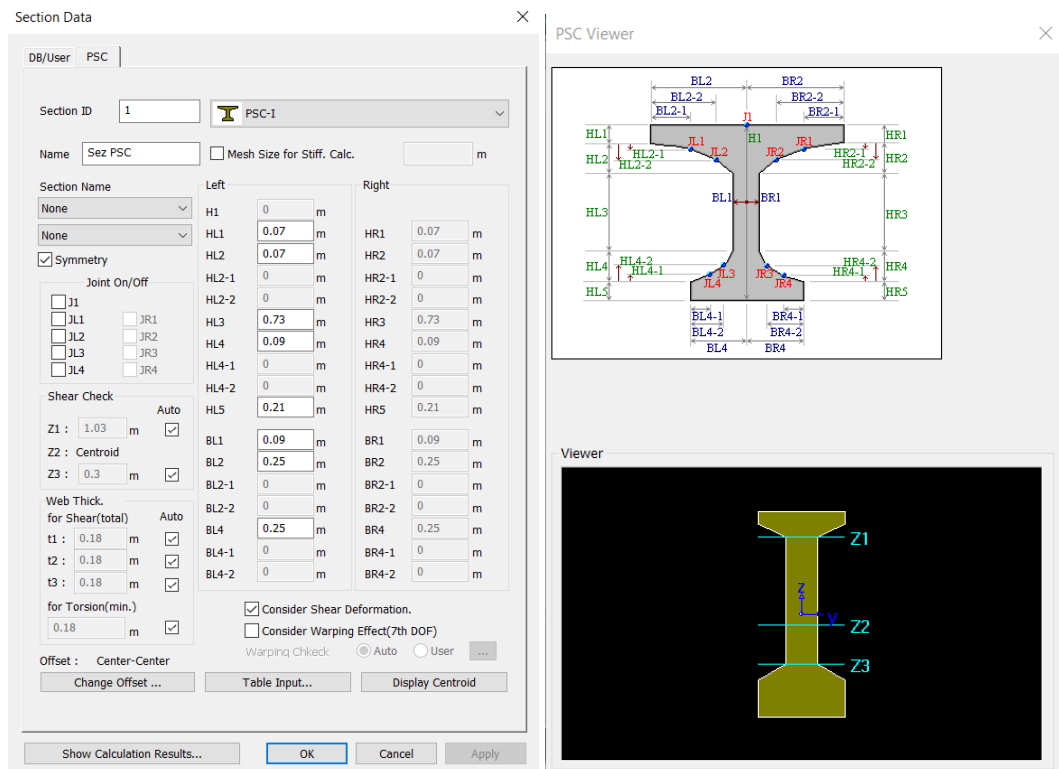 Section Data
DB/User PSC
Section ID 1 PSC-I
Name Sez PSC Mesh Size for Stiff. Calc. m
Section Name
None
None
Symmetry
Joint On/Off
J1
JL1 JR1
JL2 JR2
JL3 JR3
JL4 JR4
Shear Check
Auto
Z1 : 1.03 m
Z2 : Centroid
Z3 : 0.3 m
Web Thick.
for Shear(total) Auto
t1 : 0.18 m
t2 : 0.18 m
t3 : 0.18 m
for Torsion(min.)
0.18 m
Left Right
H1 0 m
HL1 0.07 m HR1 0.07 m
HL2 0.07 m HR2 0.07 m
HL2-1 0 m HR2-1 0 m
HL2-2 0 m HR2-2 0 m
HL3 0.73 m HR3 0.73 m
HL4 0.09 m HR4 0.09 m
HL4-1 0 m HR4-1 0 m
HL4-2 0 m HR4-2 0 m
HL5 0.21 m HR5 0.21 m
BL1 0.09 m BR1 0.09 m
BL2 0.25 m BR2 0.25 m
BL2-1 0 m BR2-1 0 m
BL2-2 0 m BR2-2 0 m
BL4 0.25 m BR4 0.25 m
BL4-1 0 m BR4-1 0 m
BL4-2 0 m BR4-2 0 m
Consider Shear Deformation.
Consider Warping Effect(7th DOF)
Warping Chkeck Auto User ...
Offset : Center-Center
Change Offset ... Table Input... Display Centroid
Show Calculation Results... OK Cancel Apply
PSC Viewer
BL2 BR2
BL2-2 BR2-2
BL2-1 BR2-1
J1
HL1 H1 HR1
JL1 JR1
HL2-1 JL2 JR2 HR2-1
HL2 HL2-2 HR2-2 HR2
BL1 BR1
HL3 HR3
HL4-2 HR4-2
HL4 HL4-1 JL3 JR3 HR4-1 HR4
JL4 JR4
HL5 HR5
BL4-1 BR4-1
BL4-2 BR4-2
BL4 BR4
Viewer
Z1
z
y
Z2
Z3